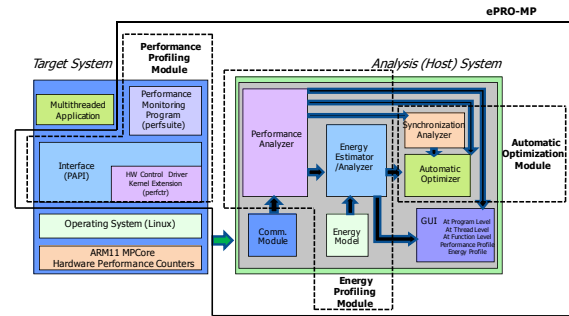 ePRO-MP
Target System
Performance
Profiling
Module
Analysis (Host) System
Multithreaded
Application
Performance
Monitoring
Program
(perfsuite)
Interface
(PAPI)
HW Control Driver
Kernel Extension
(perfctr)
Operating System (Linux)
ARM11 MPCore
Hardware Performance Counters
Performance
Analyzer
Energy
Estimator
/Analyzer
Synchronization
Analyzer
Automatic
Optimizer
Automatic
Optimization
Module
Comm.
Module
Energy
Model
GUI At Program Level
At Thread Level
At Function Level
Performance Profile
Energy Profile
Energy
Profiling
Module